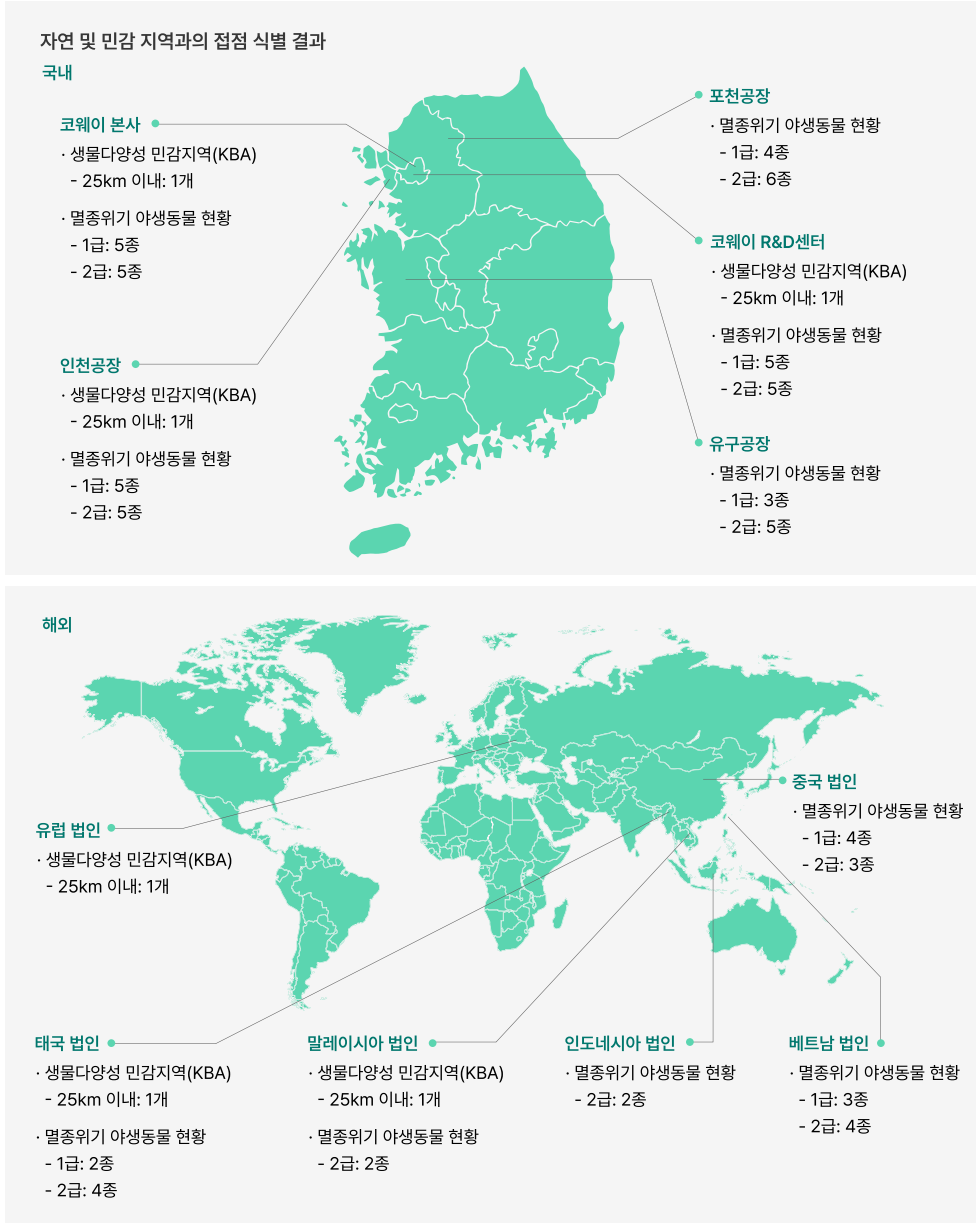 자연 및 민감 지역과의 접점 식별 결과
국내
코웨이 본사
· 생물다양성 민감지역(KBA)
- 25km 이내: 1개
· 멸종위기 야생동물 현황
- 1급: 5종
- 2급: 5종
인천공장
· 생물다양성 민감지역(KBA)
- 25km 이내: 1개
· 멸종위기 야생동물 현황
- 1급: 5종
- 2급: 5종
포천공장
· 멸종위기 야생동물 현황
- 1급: 4종
- 2급: 6종
코웨이 R&D센터
· 생물다양성 민감지역(KBA)
- 25km 이내: 1개
· 멸종위기 야생동물 현황
- 1급: 5종
- 2급: 5종
유구공장
· 멸종위기 야생동물 현황
- 1급: 3종
- 2급: 5종
해외
중국 법인
· 멸종위기 야생동물 현황
- 1급: 4종
- 2급: 3종
유럽 법인
· 생물다양성 민감지역(KBA)
- 25km 이내: 1개
태국 법인
· 생물다양성 민감지역(KBA)
- 25km 이내: 1개
· 멸종위기 야생동물 현황
- 1급: 2종
- 2급: 4종
말레이시아 법인
· 생물다양성 민감지역(KBA)
- 25km 이내: 1개
· 멸종위기 야생동물 현황
- 2급: 2종
인도네시아 법인
· 멸종위기 야생동물 현황
- 2급: 2종
베트남 법인
· 멸종위기 야생동물 현황
- 1급: 3종
- 2급: 4종